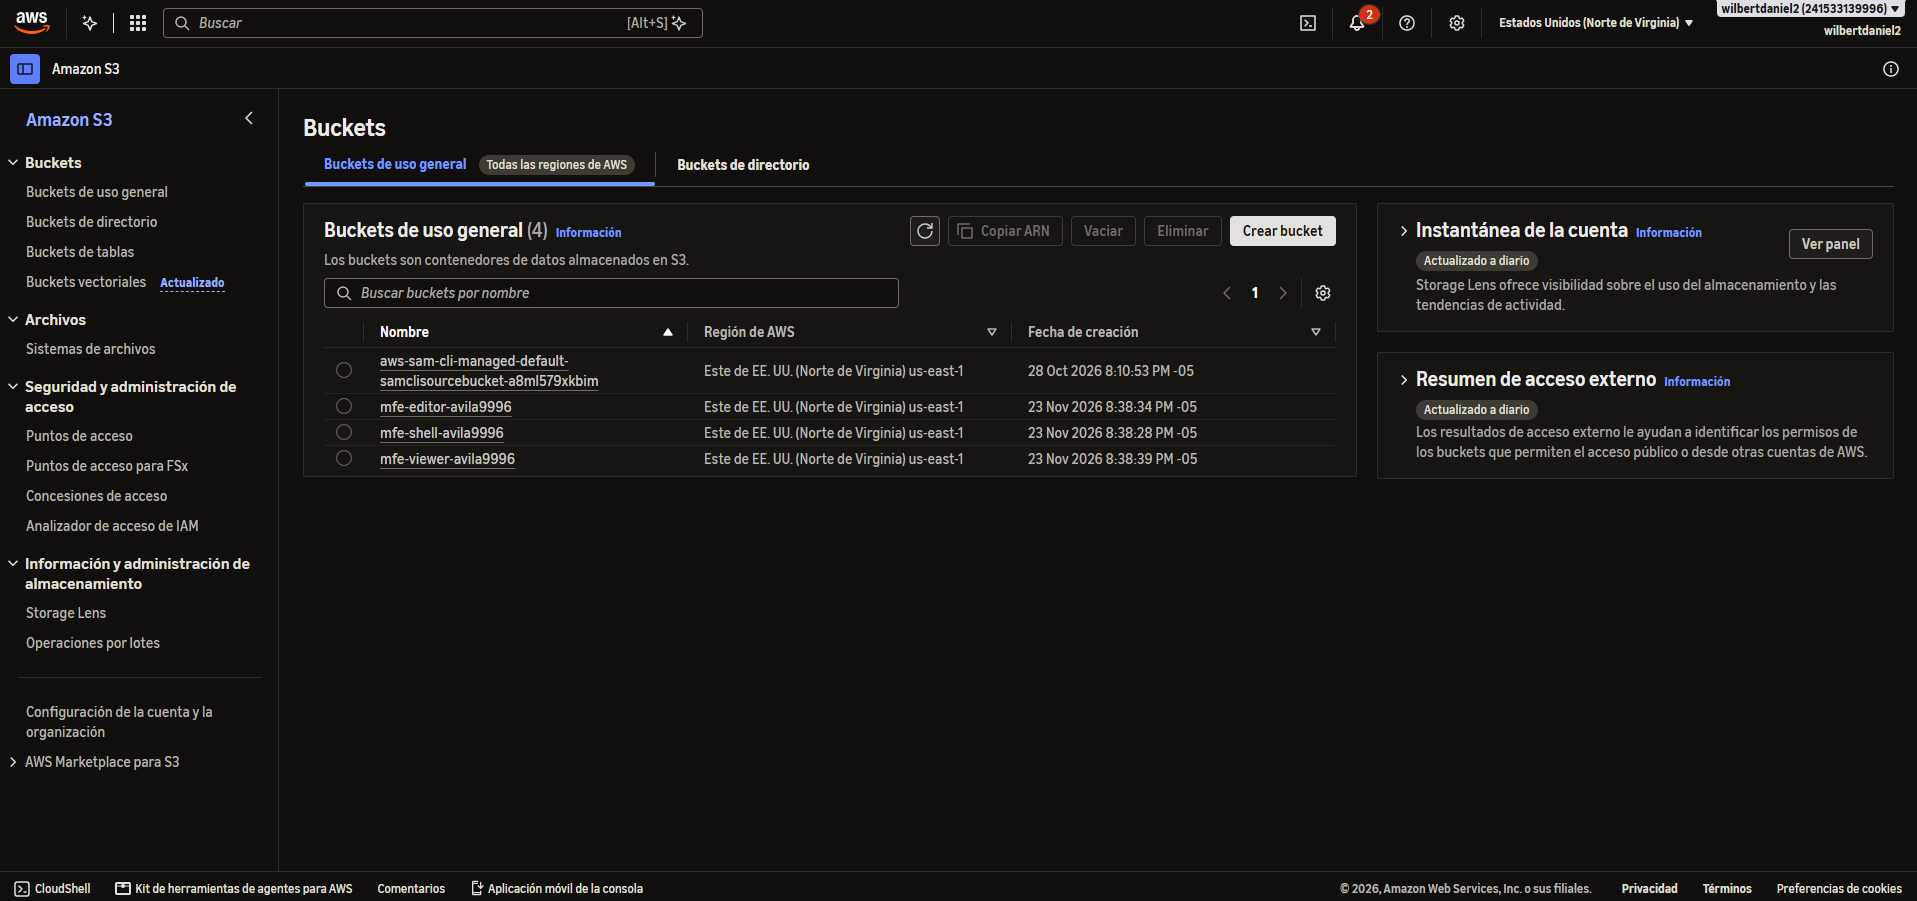 aws
Buscar
[Alt+S]
2
Estados Unidos (Norte de Virginia)
wilbertdaniel2 (241533139996)
wilbertdaniel2
Amazon S3
Amazon S3
Buckets
Buckets de uso general
Buckets de directorio
Buckets de tablas
Buckets vectoriales Actualizado
Archivos
Sistemas de archivos
Seguridad y administración de
acceso
Puntos de acceso
Puntos de acceso para FSx
Concesiones de acceso
Analizador de acceso de IAM
Información y administración de
almacenamiento
Storage Lens
Operaciones por lotes
Configuración de la cuenta y la
organización
AWS Marketplace para S3
Buckets
Buckets de uso general Todas las regiones de AWS Buckets de directorio
Buckets de uso general (4) Información
Copiar ARN Vaciar Eliminar Crear bucket
Los buckets son contenedores de datos almacenados en S3.
Buscar buckets por nombre
1
Nombre Región de AWS Fecha de creación
aws-sam-cli-managed-default-
samclisourcebucket-a8ml579xkbim Este de EE. UU. (Norte de Virginia) us-east-1 28 Oct 2026 8:10:53 PM -05
mfe-editor-avila9996 Este de EE. UU. (Norte de Virginia) us-east-1 23 Nov 2026 8:38:34 PM -05
mfe-shell-avila9996 Este de EE. UU. (Norte de Virginia) us-east-1 23 Nov 2026 8:38:28 PM -05
mfe-viewer-avila9996 Este de EE. UU. (Norte de Virginia) us-east-1 23 Nov 2026 8:38:39 PM -05
Instantánea de la cuenta Información
Ver panel
Actualizado a diario
Storage Lens ofrece visibilidad sobre el uso del almacenamiento y las
tendencias de actividad.
Resumen de acceso externo Información
Actualizado a diario
Los resultados de acceso externo le ayudan a identificar los permisos de
los buckets que permiten el acceso público o desde otras cuentas de AWS.
CloudShell Kit de herramientas de agentes para AWS Comentarios Aplicación móvil de la consola
© 2026, Amazon Web Services, Inc. o sus filiales. Privacidad Términos Preferencias de cookies